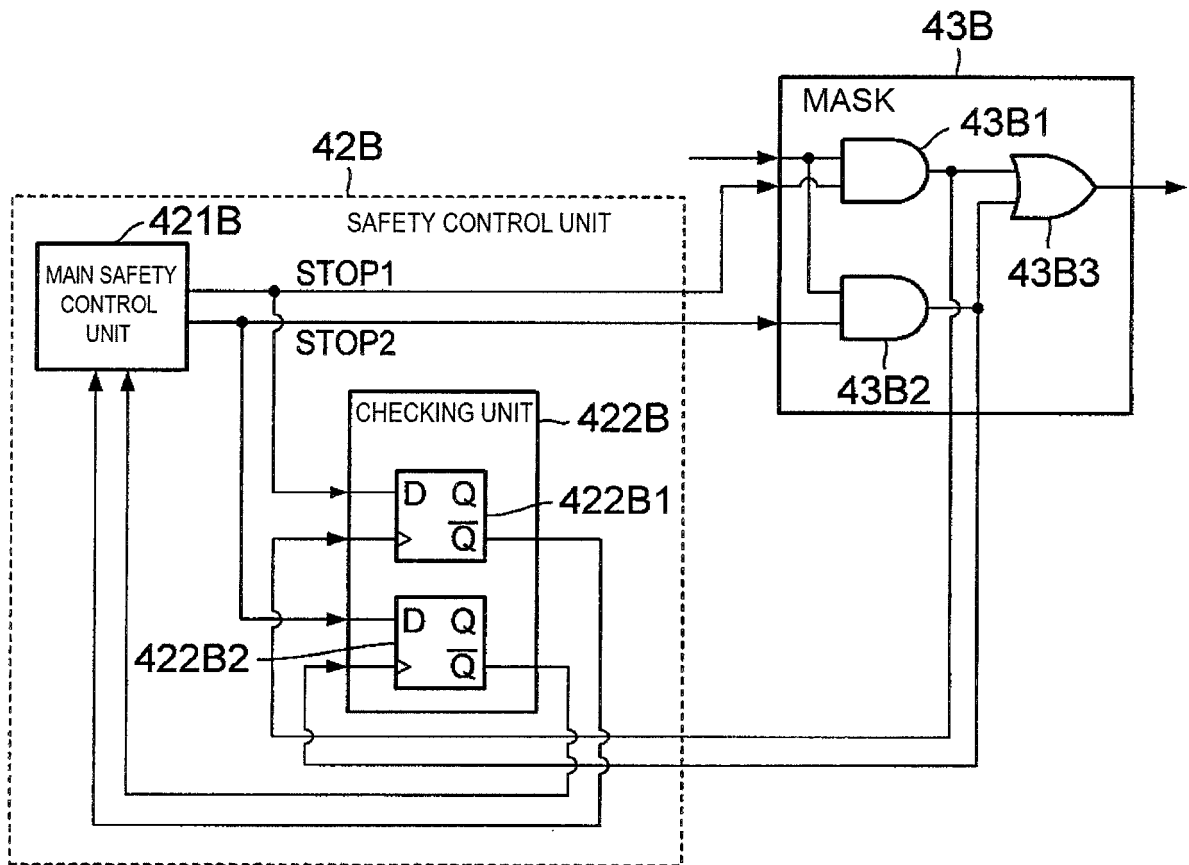 43B
MASK
43B1
42B
SAFETY CONTROL UNIT
421B
MAIN SAFETY
CONTROL
UNIT
STOP1
STOP2
43B3
43B2
CHECKING UNIT
422B
D Q
Q̅
422B1
D Q
Q̅
422B2